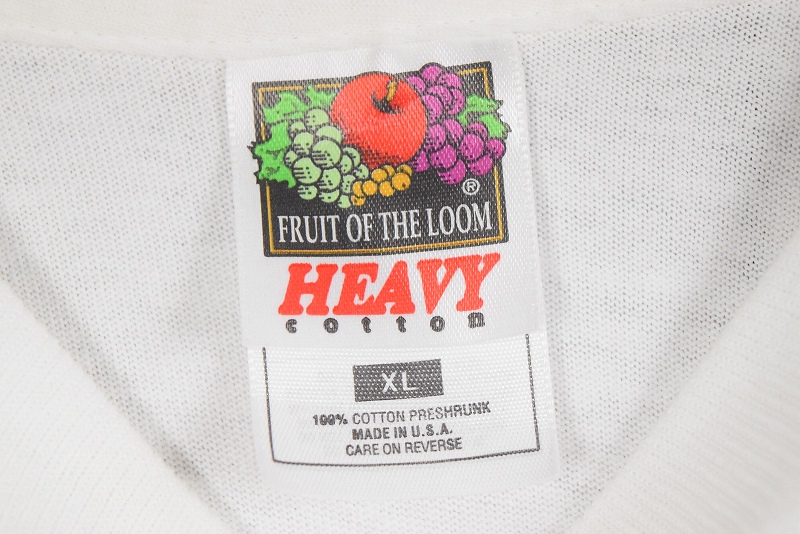 ®
FRUIT OF THE LOOM
HEAVY
cotton
XL
100% COTTON PRESHRUNK
MADE IN U.S.A.
CARE ON REVERSE